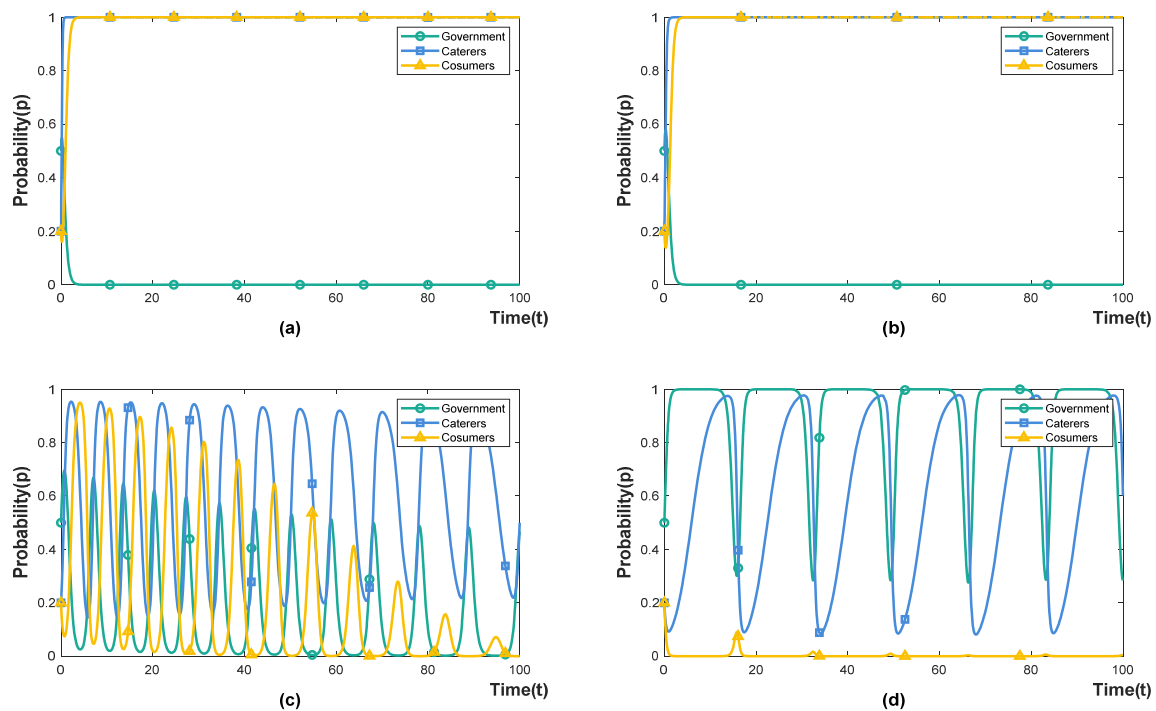 1
0.8
0.6
0.4
0.2
0
0 20 40 60 80 100
Probability(p)
Time(t)
Government
Caterers
Cosumers
(a)
1
0.8
0.6
0.4
0.2
0
0 20 40 60 80 100
Probability(p)
Time(t)
Government
Caterers
Cosumers
(b)
1
0.8
0.6
0.4
0.2
0
0 20 40 60 80 100
Probability(p)
Time(t)
Government
Caterers
Cosumers
(c)
1
0.8
0.6
0.4
0.2
0
0 20 40 60 80 100
Probability(p)
Time(t)
Government
Caterers
Cosumers
(d)